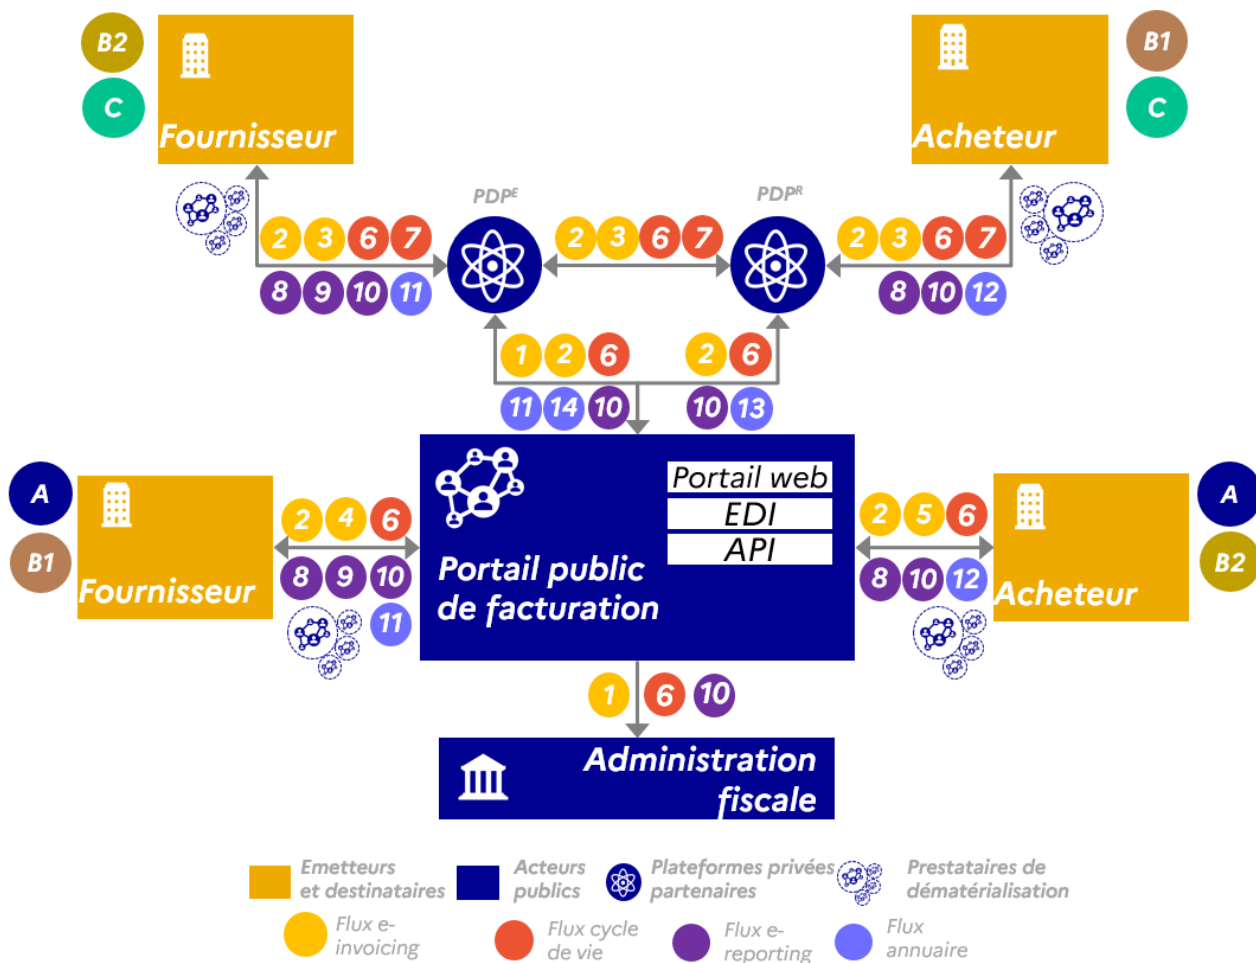 B2
C
Fournisseur
B1
C
Acheteur
PDPᴱ
PDPᴿ
2 3 6 7
8 9 10 11
2 3 6 7
2 3 6 7
8 10 12
1 2 6
11 14 10
2 6
10 13
A
B1
Fournisseur
2 4 6
8 9 10
11
Portail web
EDI
API
Portail public
de facturation
2 5 6
8 10 12
Acheteur
A
B2
1 6 10
Administration
fiscale
Emetteurs
et destinataires
Acteurs
publics
Plateformes privées
partenaires
Prestataires de
dématérialisation
Flux e-
invoicing
Flux cycle
de vie
Flux e-
reporting
Flux
annuaire